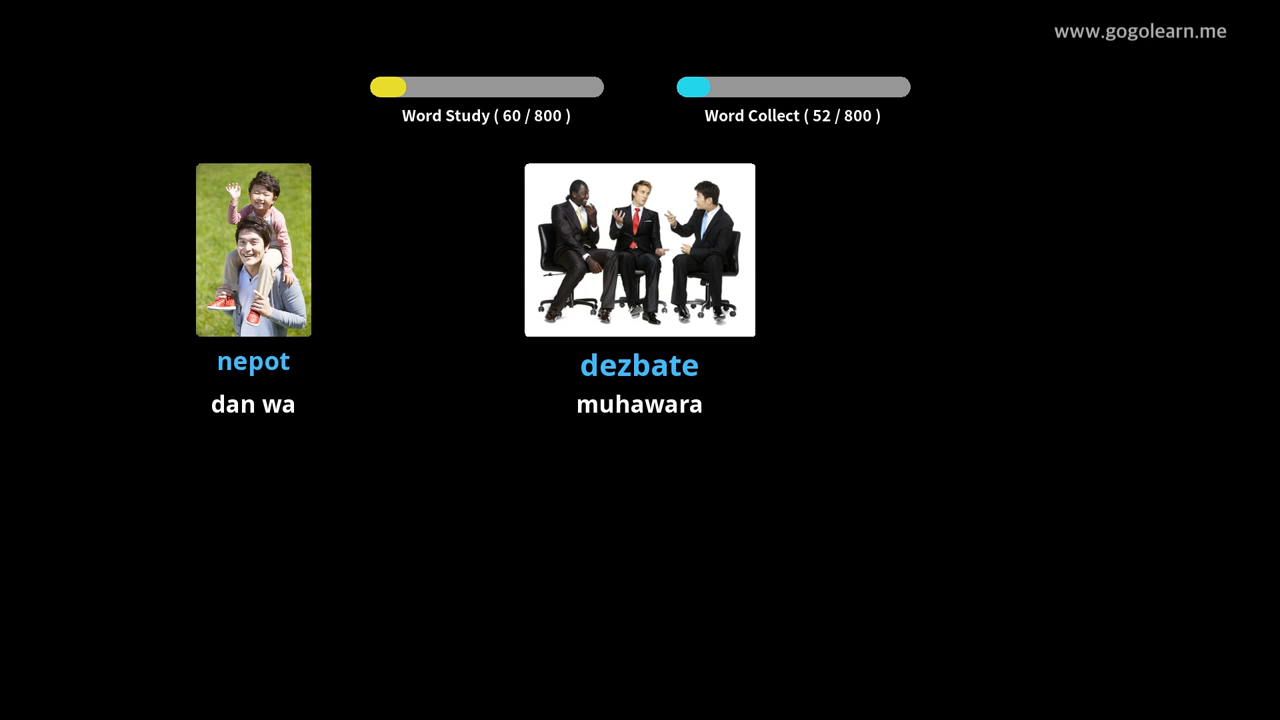 www.gogolearn.me
Word Study ( 60 / 800 )
Word Collect ( 52 / 800 )
nepot
dan wa
dezbate
muhawara